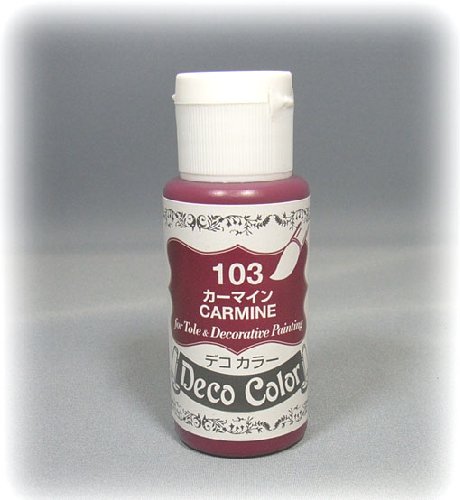 103
カーマイン
CARMINE
for Tole & Decorative Painting
デコ カラー
Deco Color